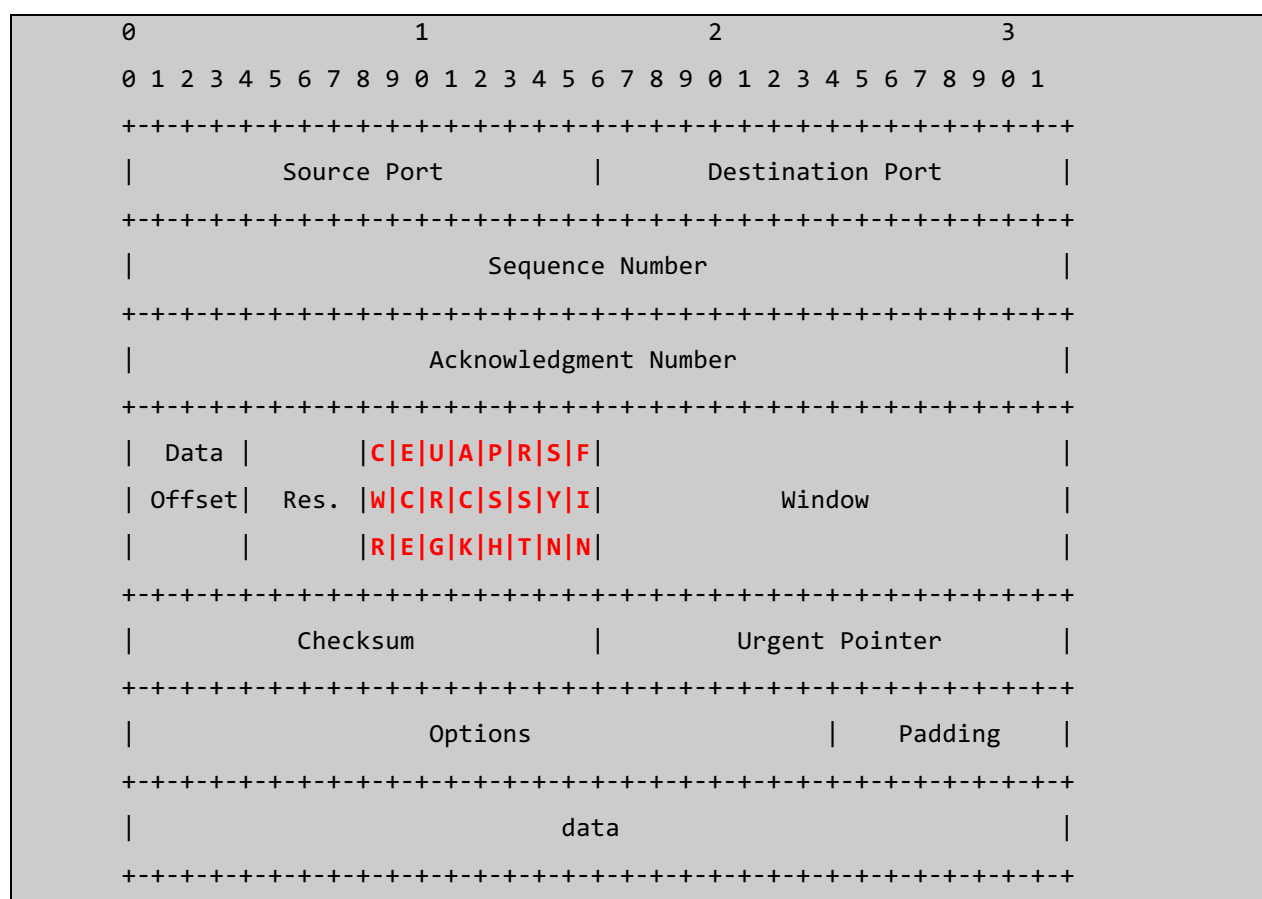 0                   1                   2                   3
0 1 2 3 4 5 6 7 8 9 0 1 2 3 4 5 6 7 8 9 0 1 2 3 4 5 6 7 8 9 0 1
+-+-+-+-+-+-+-+-+-+-+-+-+-+-+-+-+-+-+-+-+-+-+-+-+-+-+-+-+-+-+-+-+
|          Source Port          |       Destination Port        |
+-+-+-+-+-+-+-+-+-+-+-+-+-+-+-+-+-+-+-+-+-+-+-+-+-+-+-+-+-+-+-+-+
|                        Sequence Number                        |
+-+-+-+-+-+-+-+-+-+-+-+-+-+-+-+-+-+-+-+-+-+-+-+-+-+-+-+-+-+-+-+-+
|                    Acknowledgment Number                      |
+-+-+-+-+-+-+-+-+-+-+-+-+-+-+-+-+-+-+-+-+-+-+-+-+-+-+-+-+-+-+-+-+
|  Data |       |C|E|U|A|P|R|S|F|                               |
| Offset|  Res. |W|C|R|C|S|S|Y|I|            Window             |
|       |       |R|E|G|K|H|T|N|N|                               |
+-+-+-+-+-+-+-+-+-+-+-+-+-+-+-+-+-+-+-+-+-+-+-+-+-+-+-+-+-+-+-+-+
|           Checksum            |         Urgent Pointer        |
+-+-+-+-+-+-+-+-+-+-+-+-+-+-+-+-+-+-+-+-+-+-+-+-+-+-+-+-+-+-+-+-+
|                    Options                    |    Padding    |
+-+-+-+-+-+-+-+-+-+-+-+-+-+-+-+-+-+-+-+-+-+-+-+-+-+-+-+-+-+-+-+-+
|                             data                              |
+-+-+-+-+-+-+-+-+-+-+-+-+-+-+-+-+-+-+-+-+-+-+-+-+-+-+-+-+-+-+-+-+